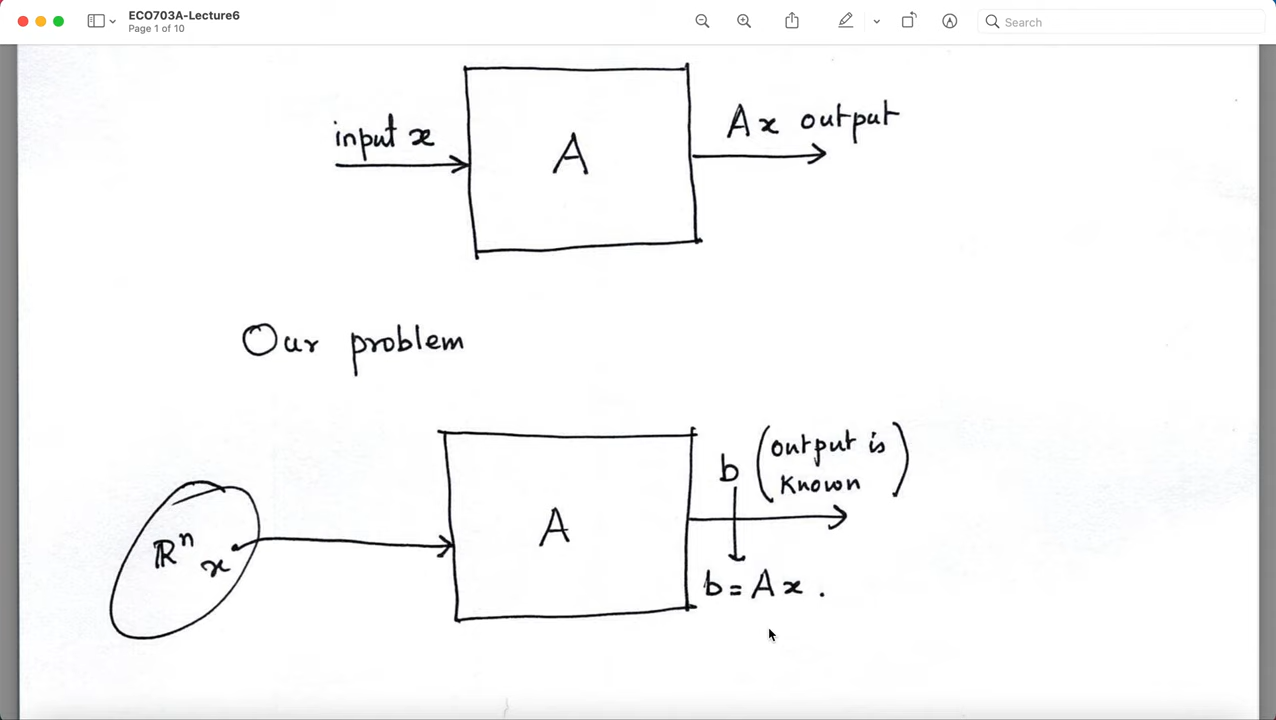 ECO703A-Lecture6
Page 1 of 10
Search
input x
A
Ax output
Our problem
ℝⁿ x
A
b (output is known)
b = Ax.